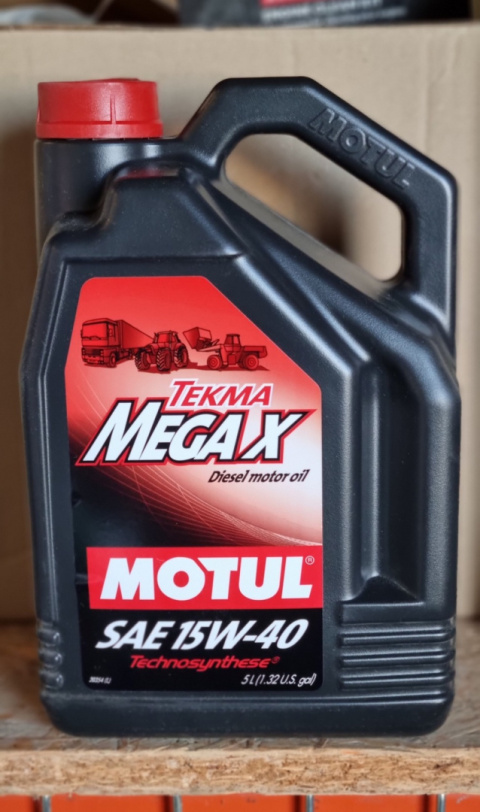 MOTUL
TEKMA
MEGA X
Diesel motor oil
MOTUL®
SAE 15W-40
Technosynthese®
5 L (1.32 U.S. gal)